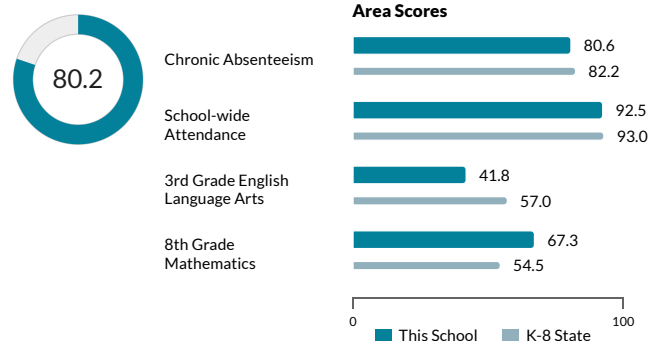 Area Scores
80.2
Chronic Absenteeism
80.6
82.2
School-wide
Attendance
92.5
93.0
3rd Grade English
Language Arts
41.8
57.0
8th Grade
Mathematics
67.3
54.5
0
100
This School
K-8 State